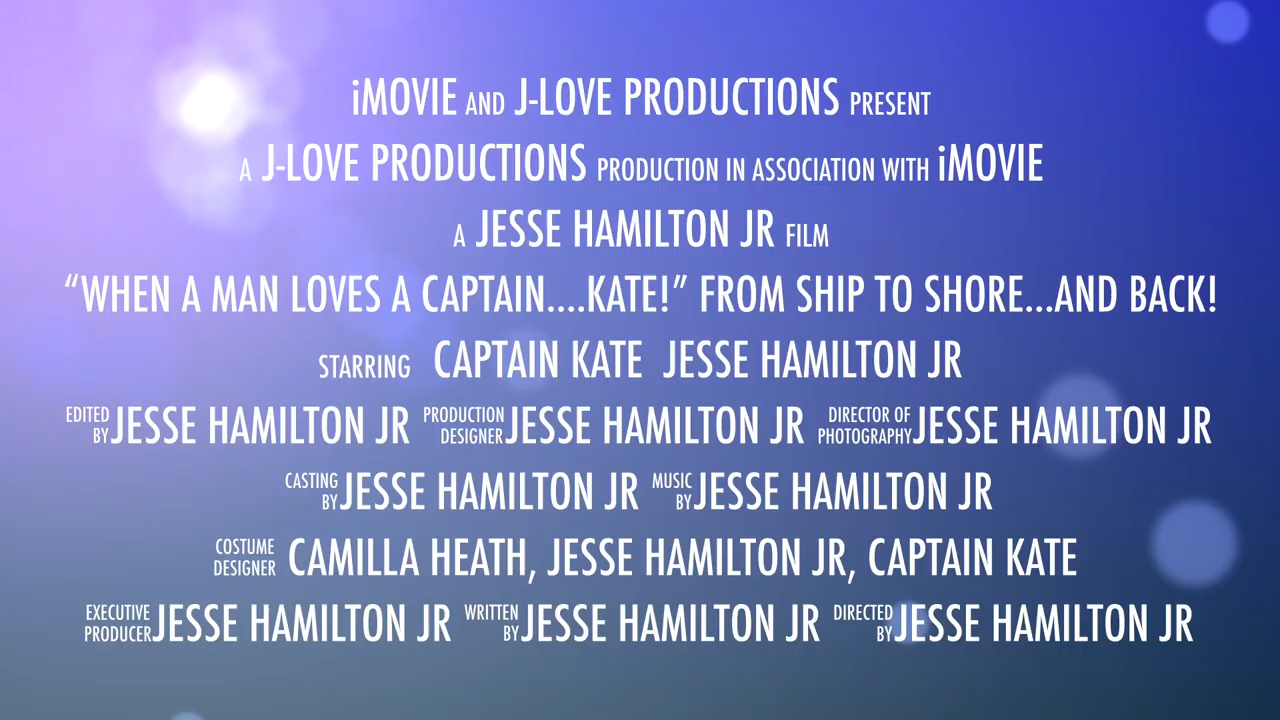 iMOVIE AND J-LOVE PRODUCTIONS PRESENT
A J-LOVE PRODUCTIONS PRODUCTION IN ASSOCIATION WITH iMOVIE
A JESSE HAMILTON JR FILM
“WHEN A MAN LOVES A CAPTAIN....KATE!” FROM SHIP TO SHORE...AND BACK!
STARRING CAPTAIN KATE JESSE HAMILTON JR
EDITED BY JESSE HAMILTON JR PRODUCTION DESIGNER JESSE HAMILTON JR DIRECTOR OF PHOTOGRAPHY JESSE HAMILTON JR
CASTING BY JESSE HAMILTON JR MUSIC BY JESSE HAMILTON JR
COSTUME DESIGNER CAMILLA HEATH, JESSE HAMILTON JR, CAPTAIN KATE
EXECUTIVE PRODUCER JESSE HAMILTON JR WRITTEN BY JESSE HAMILTON JR DIRECTED BY JESSE HAMILTON JR